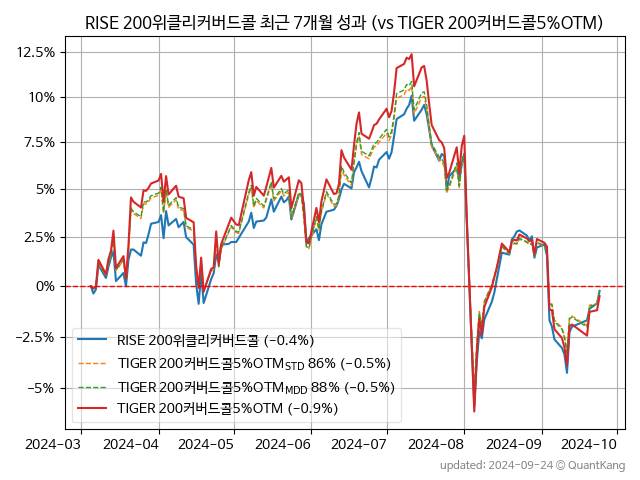 RISE 200위클리커버드콜 최근 7개월 성과 (vs TIGER 200커버드콜5%OTM)
12.5%
10%
7.5%
5%
2.5%
0%
−2.5%
−5%
RISE 200위클리커버드콜 (−0.4%)
TIGER 200커버드콜5%OTM STD 86% (−0.5%)
TIGER 200커버드콜5%OTM MDD 88% (−0.5%)
TIGER 200커버드콜5%OTM (−0.9%)
2024-03 2024-04 2024-05 2024-06 2024-07 2024-08 2024-09 2024-10
updated: 2024-09-24 ⓒ QuantKang